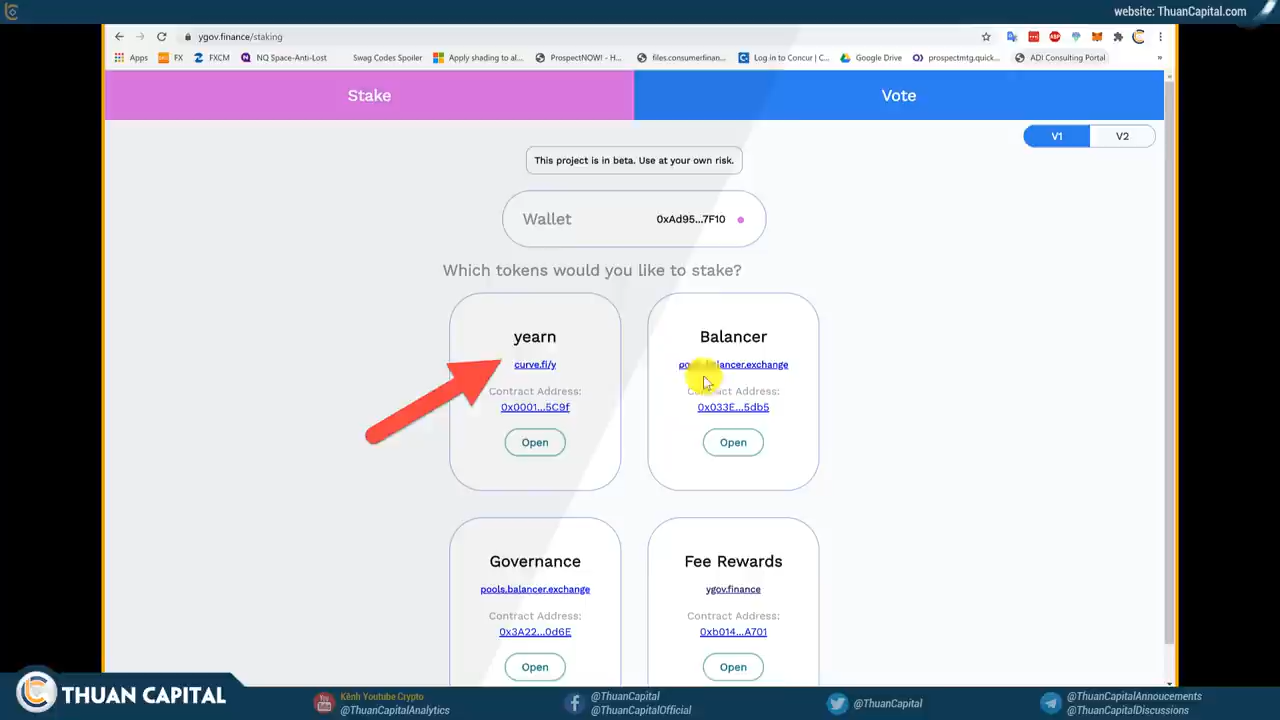 website: ThuanCapital.com
ygov.finance/staking
Apps
FX
FXCM
NQ Space-Anti-Lost
Swag Codes Spoiler
Apply shading to al...
ProspectNOW! - H...
files.consumerfinan...
Log in to Concur | C...
Google Drive
prospectmtg.quick...
ADI Consulting Portal
»
Stake
Vote
V1
V2
This project is in beta. Use at your own risk.
Wallet
0xAd95...7F10
Which tokens would you like to stake?
yearn
curve.fi/y
Contract Address:
0x0001...5C9f
Open
Balancer
pools.balancer.exchange
Contract Address:
0x033E...5db5
Open
Governance
pools.balancer.exchange
Contract Address:
0x3A22...0d6E
Open
Fee Rewards
ygov.finance
Contract Address:
0xb014...A701
Open
THUAN CAPITAL
Kênh Youtube Crypto
@ThuanCapitalAnalytics
@ThuanCapital
@ThuanCapitalOfficial
@ThuanCapital
@ThuanCapitalAnnoucements
@ThuanCapitalDiscussions